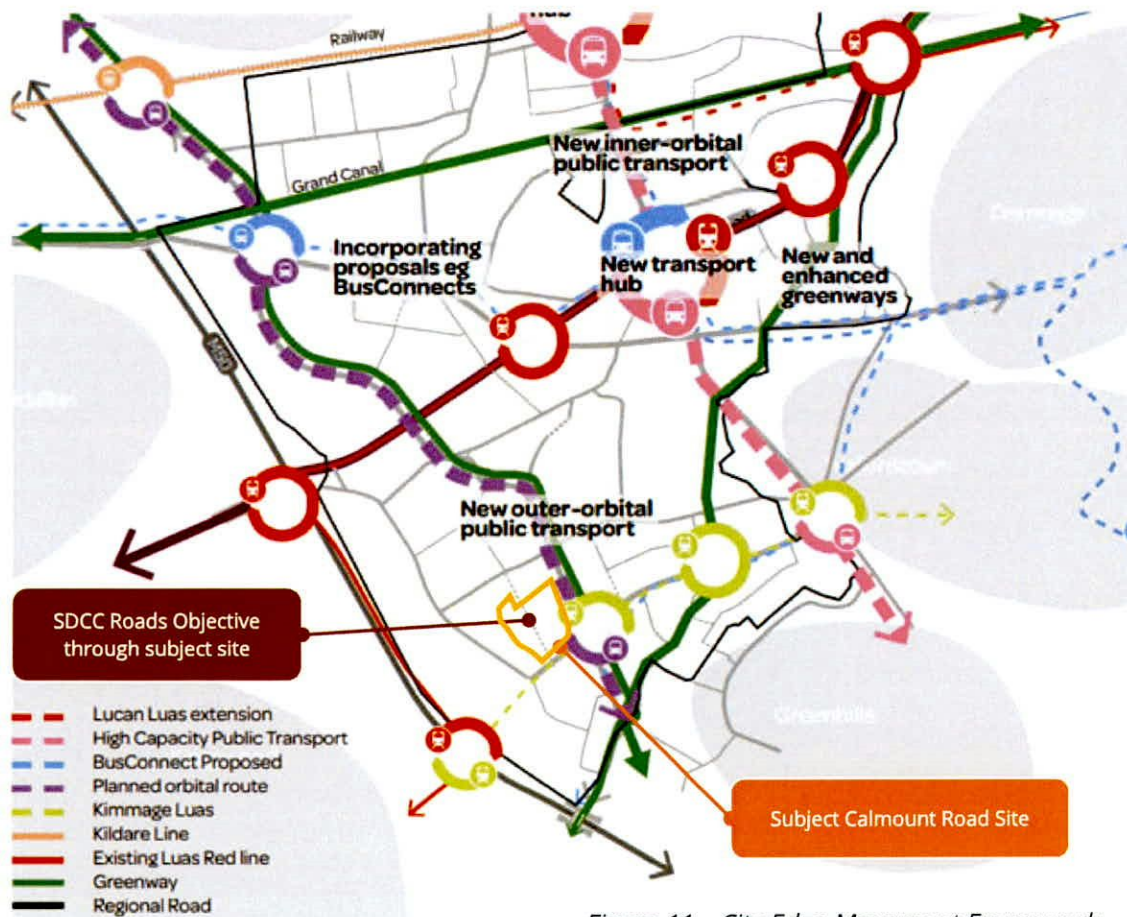 hub
Railway
Grand Canal
New inner-orbital
public transport
Incorporating
proposals eg
BusConnects
New transport
hub
New and
enhanced
greenways
M50
New outer-orbital
public transport
SDCC Roads Objective
through subject site
Greenhills
Subject Calmount Road Site
Lucan Luas extension
High Capacity Public Transport
BusConnect Proposed
Planned orbital route
Kimmage Luas
Kildare Line
Existing Luas Red line
Greenway
Regional Road